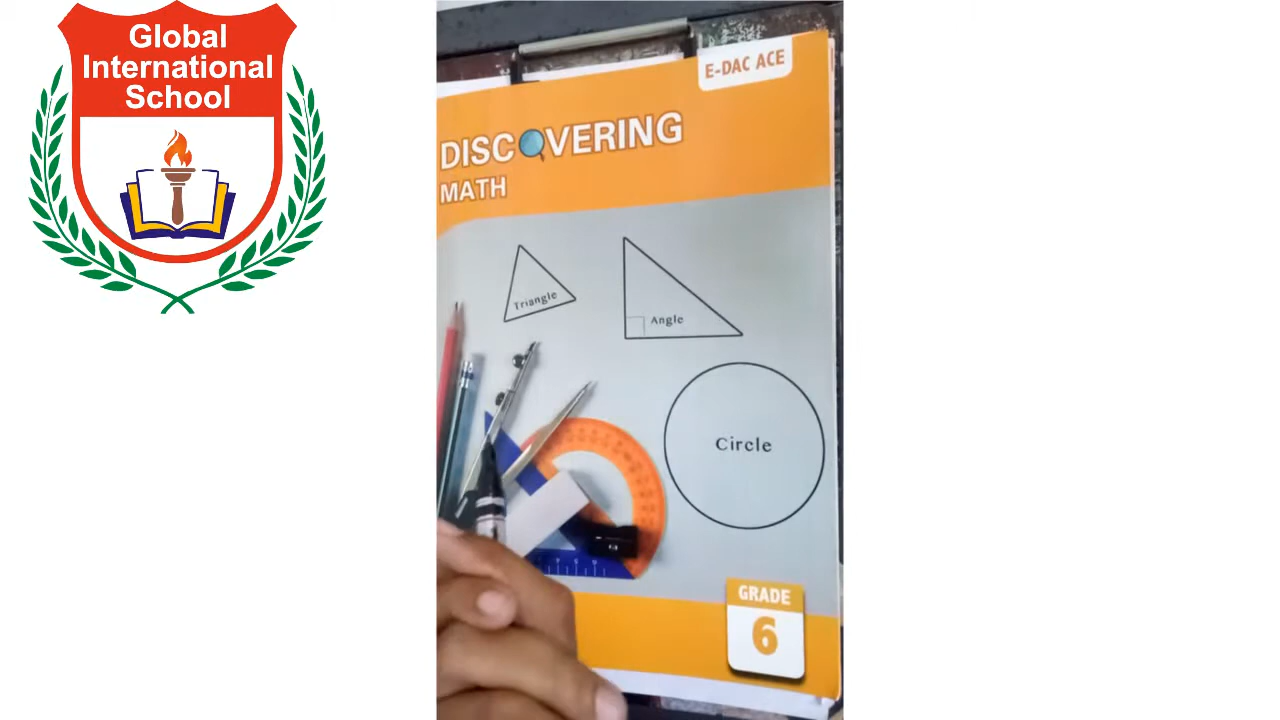 Global
International
School
E-DAC ACE
DISCOVERING
MATH
Triangle
Angle
Circle
GRADE
6